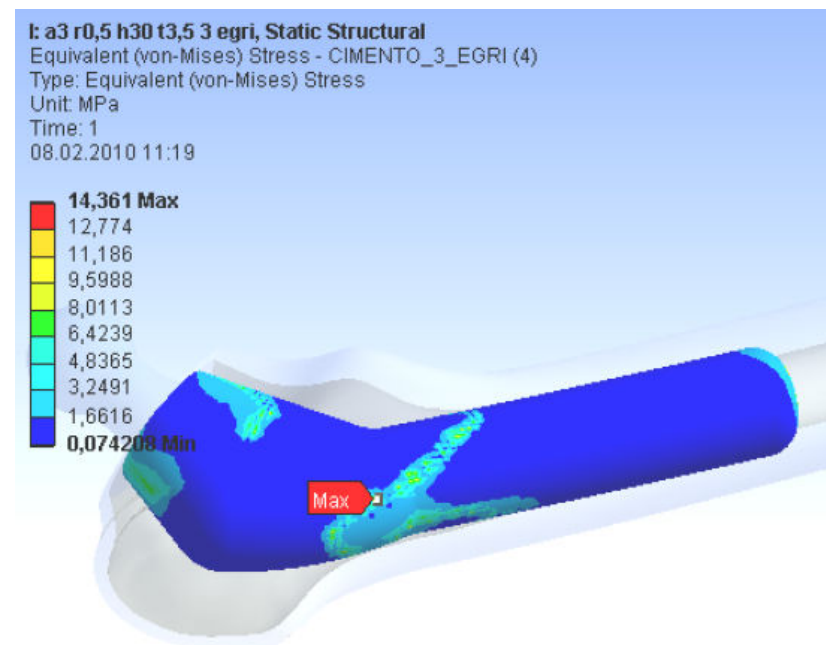 I: a3 r0,5 h30 t3,5 3 egri, Static Structural
Equivalent (von-Mises) Stress - CIMENTO_3_EGRI (4)
Type: Equivalent (von-Mises) Stress
Unit: MPa
Time: 1
08.02.2010 11:19
14,361 Max
12,774
11,186
9,5988
8,0113
6,4239
4,8365
3,2491
1,6616
0,074208 Min
Max